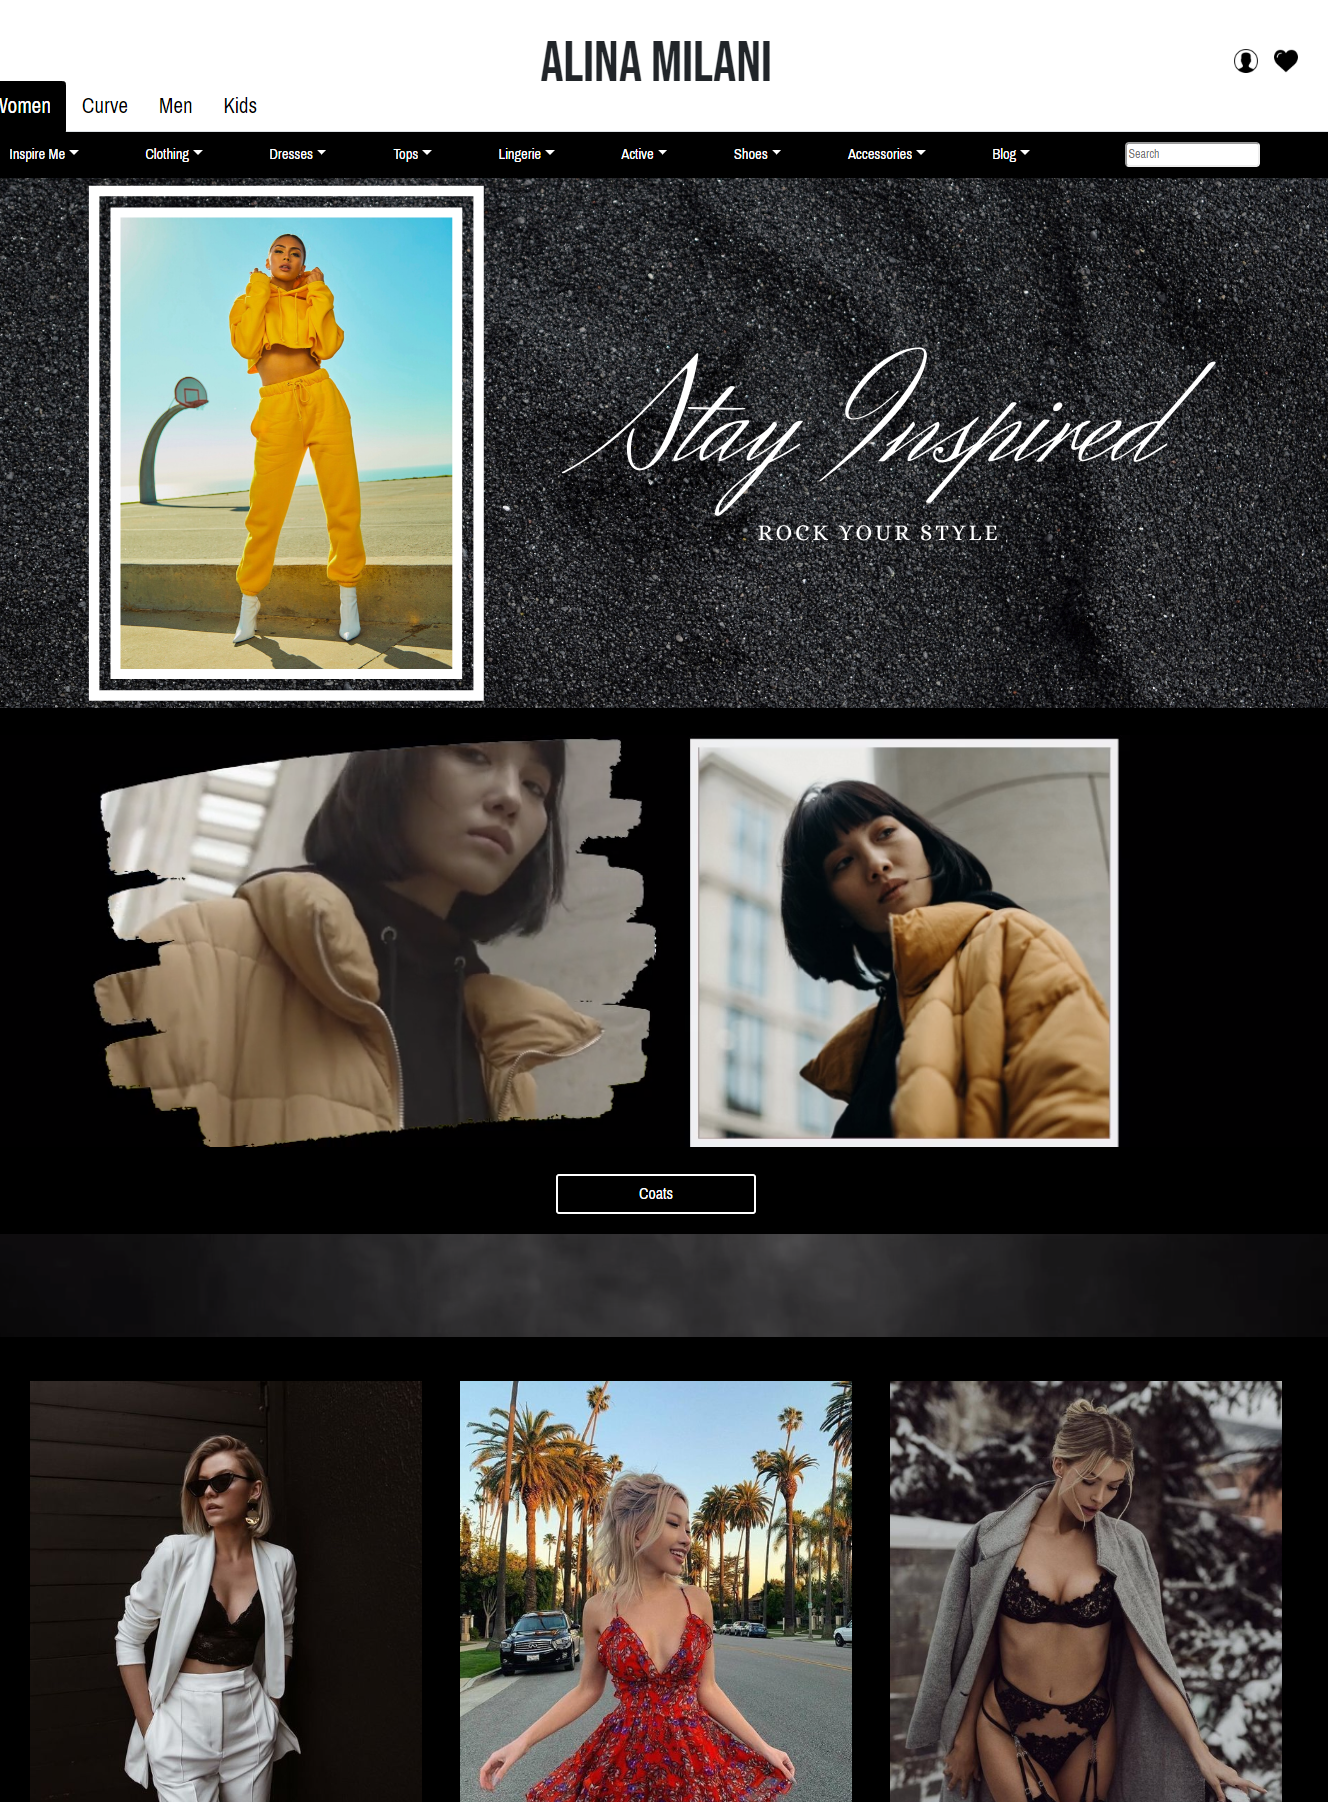 ALINA MILANI
Women Curve Men Kids
Inspire Me Clothing Dresses Tops Lingerie Active Shoes Accessories Blog Search
Stay Inspired
ROCK YOUR STYLE
Coats